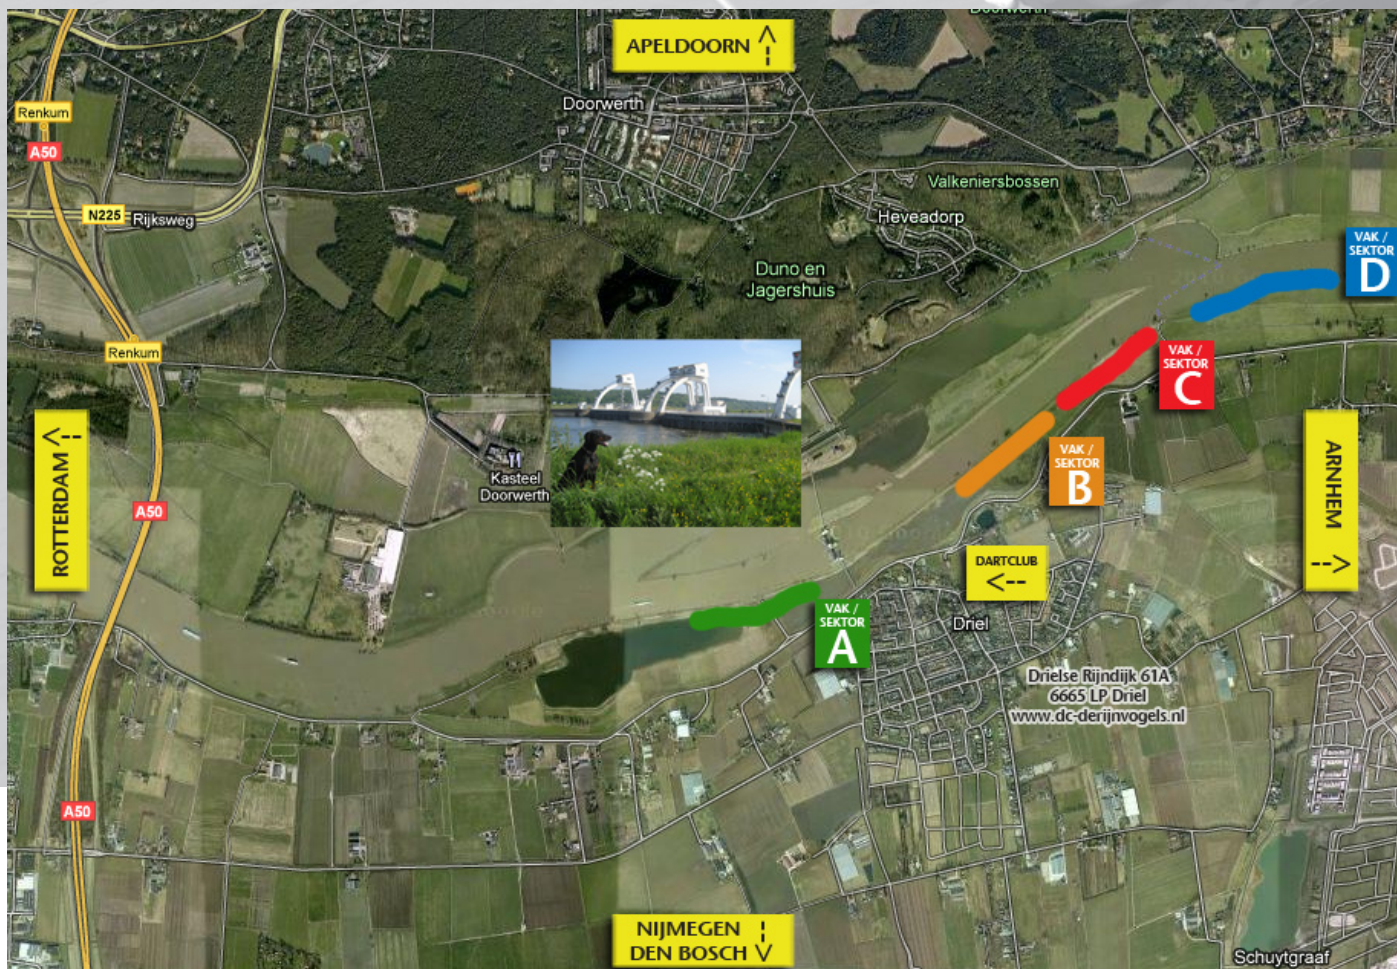 Doorwerth
APELDOORN
Doorwerth
Renkum
A50
Valkeniersbossen
N225
Rijksweg
Heveadorp
VAK /
SEKTOR
D
Duno en
Jagershuis
Renkum
VAK /
SEKTOR
C
<--
ROTTERDAM
Kasteel
Doorwerth
VAK /
SEKTOR
B
ARNHEM
-->
A50
DARTCLUB
<--
VAK /
SEKTOR
A
Driel
Drielse Rijndijk 61A
6665 LP Driel
www.dc-derijnvogels.nl
A50
NIJMEGEN
DEN BOSCH
Schuytgraaf